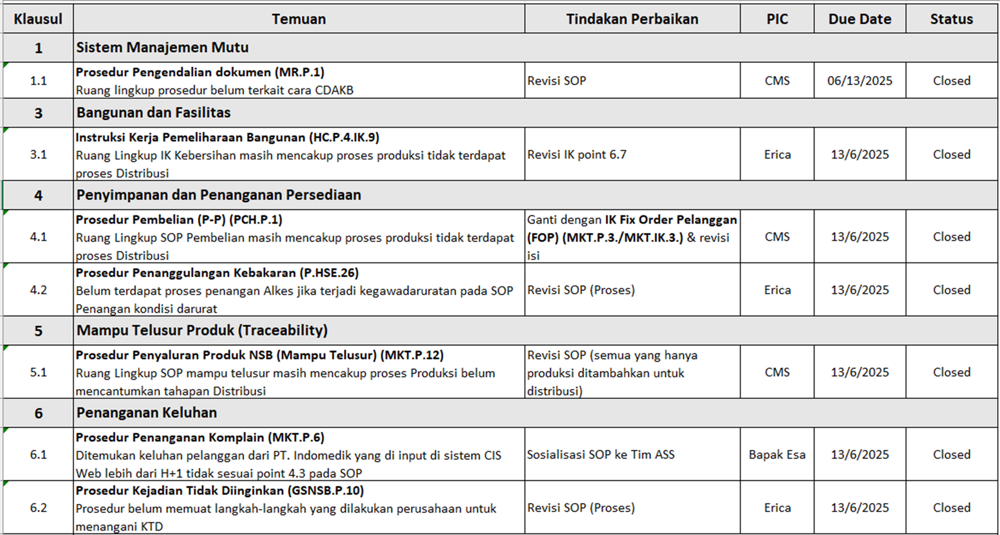 Klausul Temuan Tindakan Perbaikan PIC Due Date Status
1 Sistem Manajemen Mutu
1.1 Prosedur Pengendalian dokumen (MR.P.1)
Ruang lingkup prosedur belum terkait cara CDAKB
Revisi SOP CMS 06/13/2025 Closed
3 Bangunan dan Fasilitas
3.1 Instruksi Kerja Pemeliharaan Bangunan (HC.P.4.IK.9)
Ruang Lingkup IK Kebersihan masih mencakup proses produksi tidak terdapat
proses Distribusi
Revisi IK point 6.7 Erica 13/6/2025 Closed
4 Penyimpanan dan Penanganan Persediaan
4.1 Prosedur Pembelian (P-P) (PCH.P.1)
Ruang Lingkup SOP Pembelian masih mencakup proses produksi tidak terdapat
proses Distribusi
Ganti dengan IK Fix Order Pelanggan
(FOP) (MKT.P.3./MKT.IK.3.) & revisi
isi
CMS 13/6/2025 Closed
4.2 Prosedur Penanggulangan Kebakaran (P.HSE.26)
Belum terdapat proses penangan Alkes jika terjadi kegawadaruratan pada SOP
Penangan kondisi darurat
Revisi SOP (Proses) Erica 13/6/2025 Closed
5 Mampu Telusur Produk (Traceability)
5.1 Prosedur Penyaluran Produk NSB (Mampu Telusur) (MKT.P.12)
Ruang Lingkup SOP mampu telusur masih mencakup proses Produksi belum
mencantumkan tahapan Distribusi
Revisi SOP (semua yang hanya
produksi ditambahkan untuk
distribusi)
CMS 13/6/2025 Closed
6 Penanganan Keluhan
6.1 Prosedur Penanganan Komplain (MKT.P.6)
Ditemukan keluhan pelanggan dari PT. Indomedik yang di input di sistem CIS
Web lebih dari H+1 tidak sesuai point 4.3 pada SOP
Sosialisasi SOP ke Tim ASS Bapak Esa 13/6/2025 Closed
6.2 Prosedur Kejadian Tidak Diinginkan (GSNSB.P.10)
Prosedur belum memuat langkah-langkah yang dilakukan perusahaan untuk
menangani KTD
Revisi SOP (Proses) Erica 13/6/2025 Closed